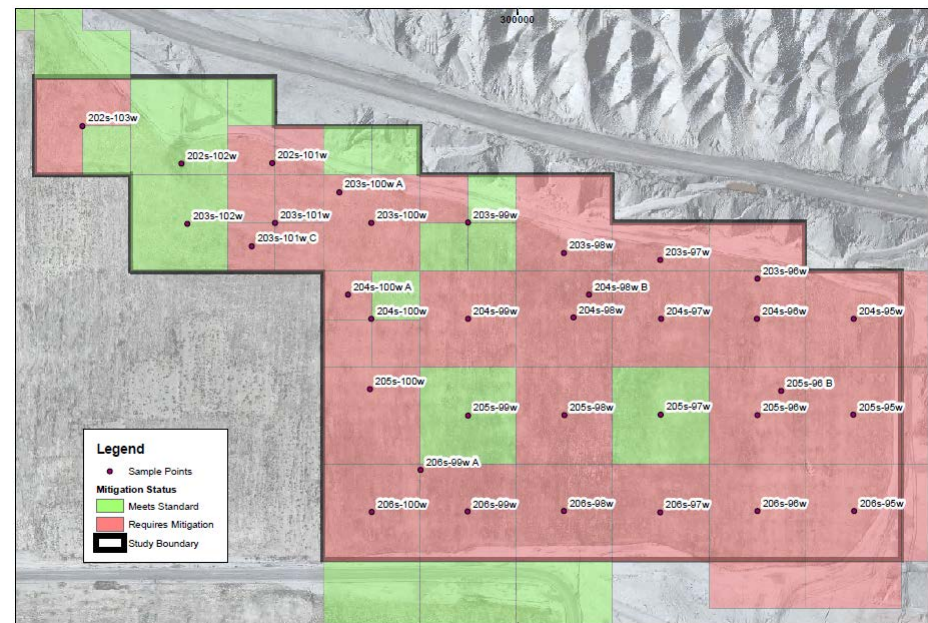 300000
202s-103w
202s-102w
202s-101w
203s-100w A
203s-102w
203s-101w
203s-100w
203s-99w
203s-101w C
203s-98w
203s-97w
203s-96w
204s-100w A
204s-98w B
204s-100w
204s-99w
204s-98w
204s-97w
204s-96w
204s-95w
205s-100w
205s-96 B
205s-99w
205s-98w
205s-97w
205s-96w
205s-95w
206s-99w A
206s-100w
206s-99w
206s-98w
206s-97w
206s-96w
206s-95w
Legend
Sample Points
Mitigation Status
Meets Standard
Requires Mitigation
Study Boundary